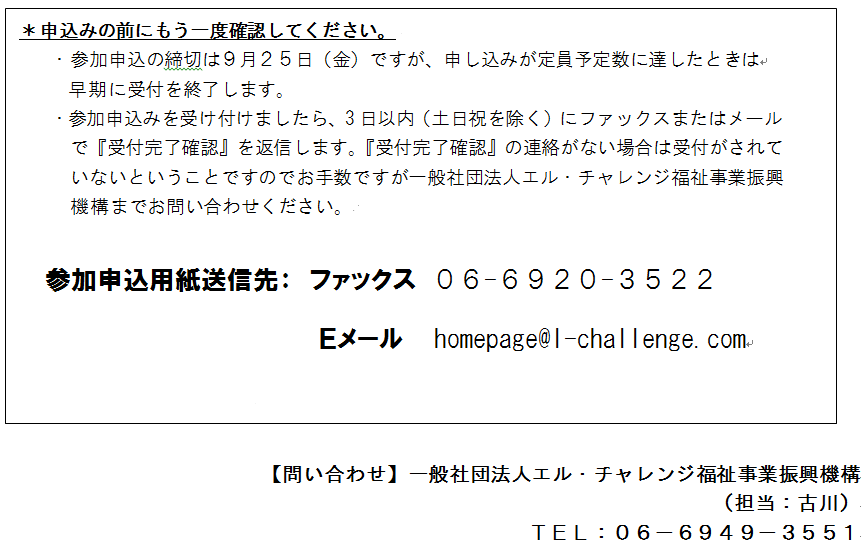 ＊申込みの前にもう一度確認してください。
・参加申込の締切は９月２５日（金）ですが、申し込みが定員予定数に達したときは
早期に受付を終了します。
・参加申込みを受け付けましたら、3日以内（土日祝を除く）にファックスまたはメール
で『受付完了確認』を返信します。『受付完了確認』の連絡がない場合は受付がされて
いないということですのでお手数ですが一般社団法人エル・チャレンジ福祉事業振興
機構までお問い合わせください。
参加申込用紙送信先： ファックス ０６-６９２０-３５２２
Eメール homepage@l-challenge.com
【問い合わせ】一般社団法人エル・チャレンジ福祉事業振興機構
（担当：古川）
ＴＥＬ：０６－６９４９－３５５１